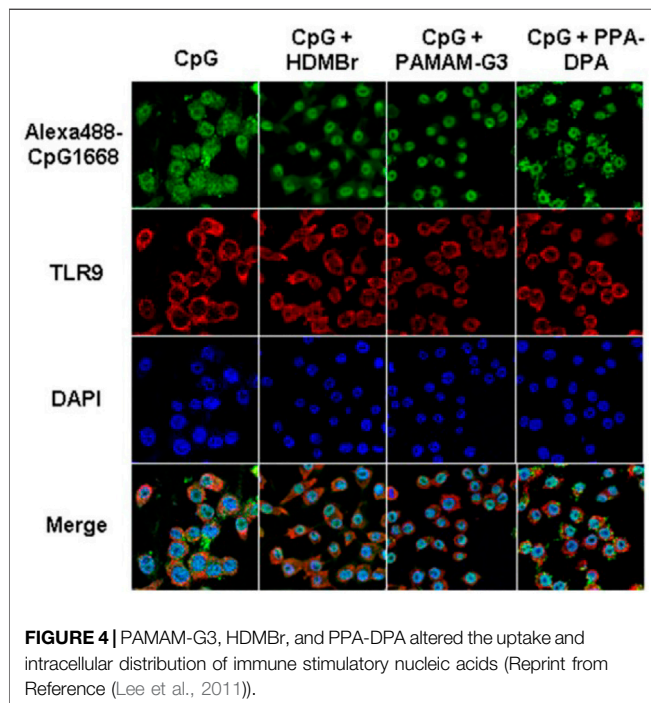 CpG
CpG +
HDMBr
CpG +
PAMAM-G3
CpG + PPA-
DPA
Alexa488-
CpG1668
TLR9
DAPI
Merge
FIGURE 4 | PAMAM-G3, HDMBr, and PPA-DPA altered the uptake and
intracellular distribution of immune stimulatory nucleic acids (Reprint from
Reference (Lee et al., 2011)).